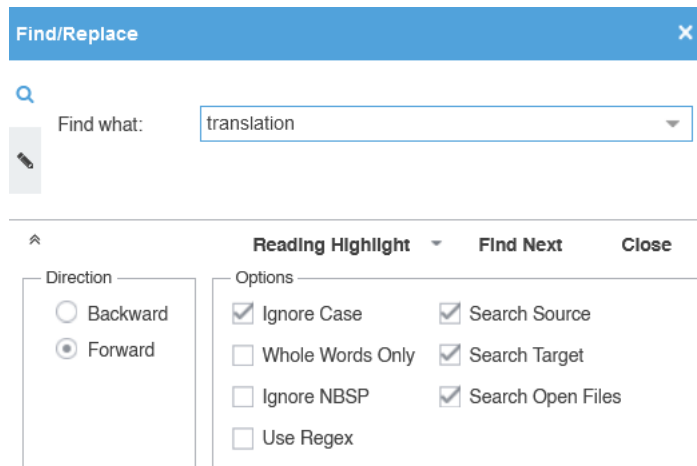 Find/Replace
Find what:
translation
Reading Highlight Find Next Close
Direction Options
Backward Ignore Case Search Source
Forward Whole Words Only Search Target
Ignore NBSP Search Open Files
Use Regex